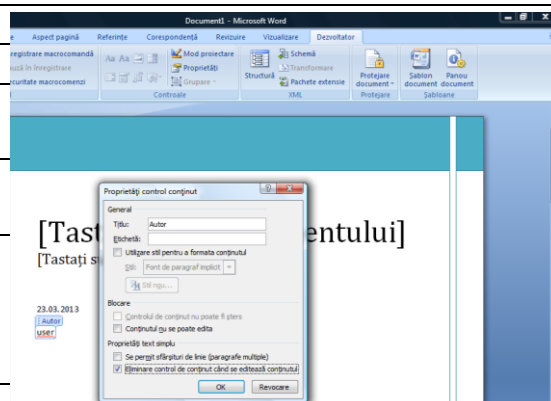 Document1 - Microsoft Word
Aspect pagină Referințe Corespondență Revizuire Vizualizare Dezvoltator
registrare macrocomandă
uză în înregistrare
curitate macrocomenzi
Aa Aa
Mod proiectare
Proprietăți
Grupare
Controale
Structură
Schemă
Transformare
Pachete extensie
XML
Protejare document
Protejare
Șablon document
Panou document
Șabloane
[Tast
entului]
[Tastați s
23.03.2013
Autor
user
Proprietăți control conținut
General
Titlu: Autor
Etichetă:
Utilizare stil pentru a formata conținutul
Stil: Font de paragraf implicit
Stil nou...
Blocare
Controlul de conținut nu poate fi șters
Conținutul nu se poate edita
Proprietăți text simplu
Se permit sfârșituri de linie (paragrafe multiple)
Eliminare control de conținut când se editează conținutul
OK Revocare